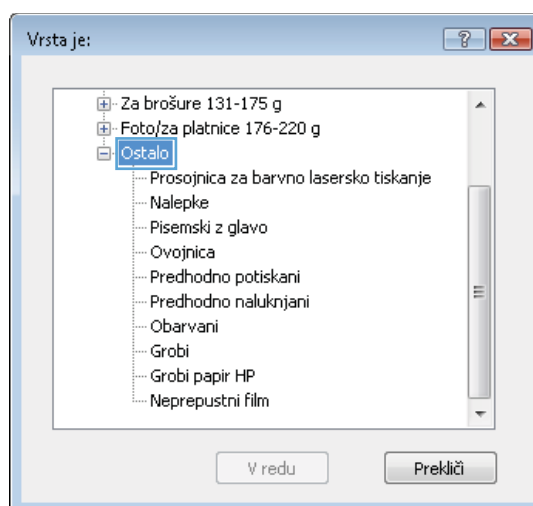 Vrsta je:
Za brošure 131-175 g
Foto/za platnice 176-220 g
Ostalo
Prosojnica za barvno lasersko tiskanje
Nalepke
Pisemski z glavo
Ovojnica
Predhodno potiskani
Predhodno naluknjani
Obarvani
Grobi
Grobi papir HP
Neprepustni film
V redu
Prekliči